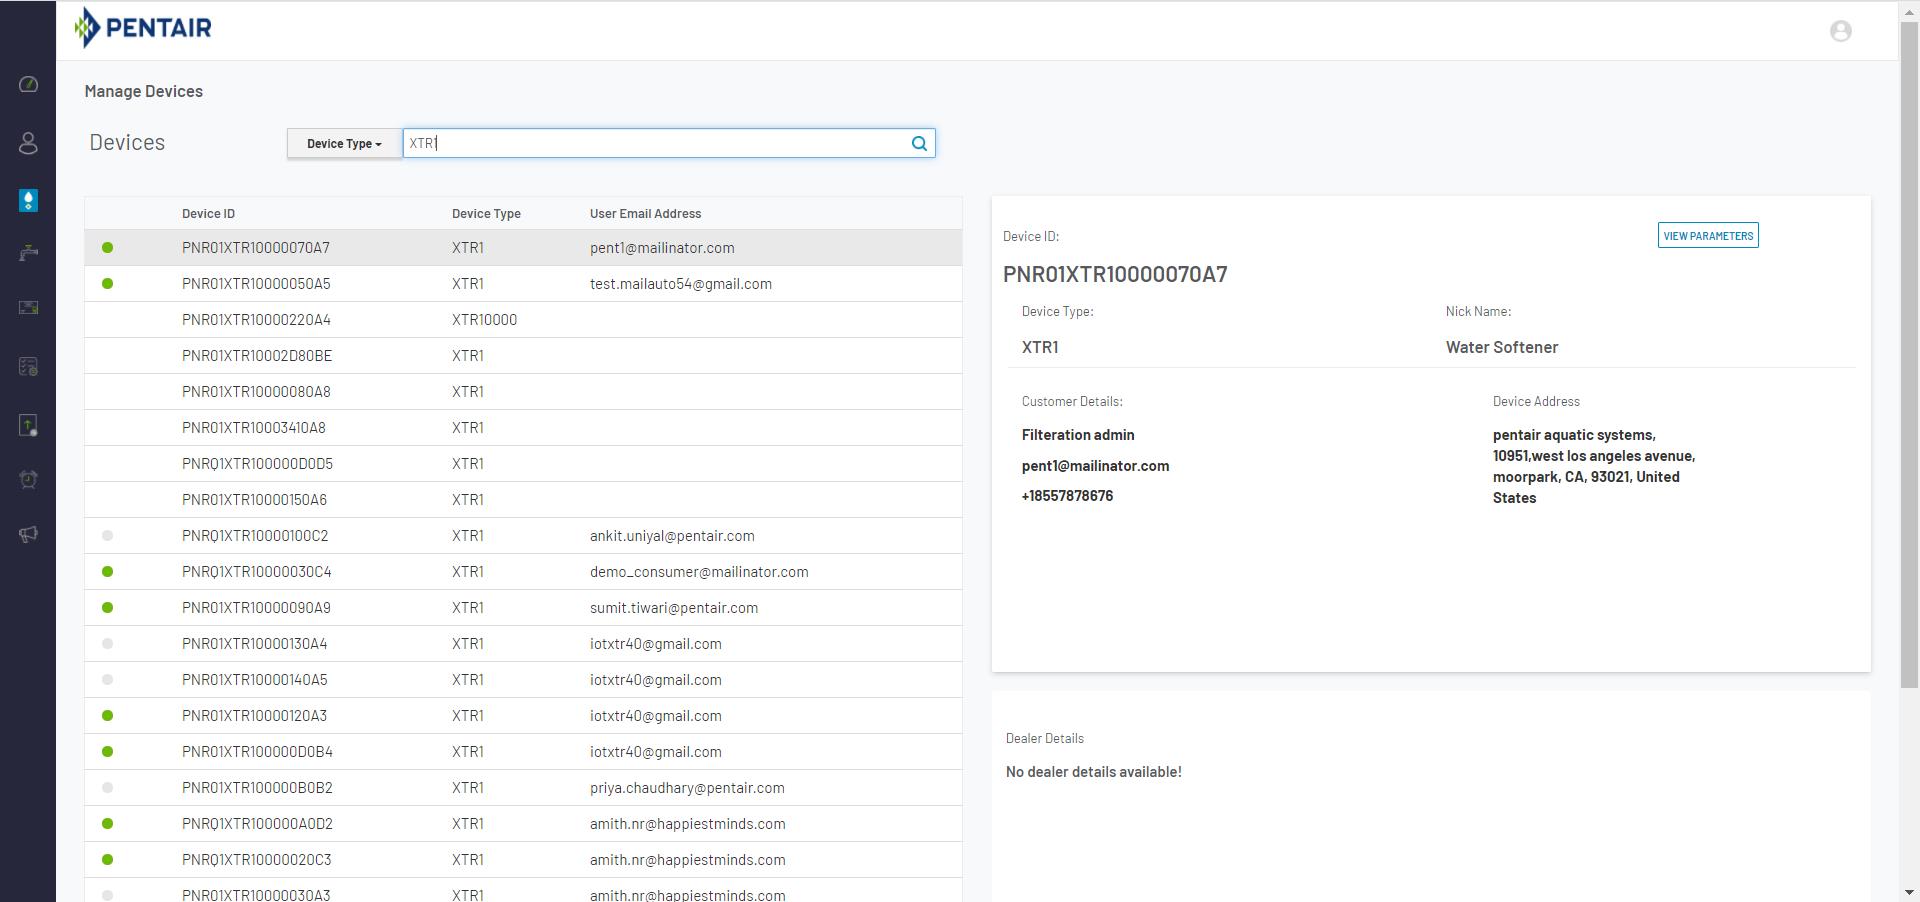 PENTAIR
Manage Devices
Devices
Device Type
XTR1
Device ID Device Type User Email Address
PNR01XTR10000070A7 XTR1 pent1@mailinator.com
PNR01XTR10000050A5 XTR1 test.mailauto54@gmail.com
PNR01XTR10000220A4 XTR10000
PNR01XTR10002D80BE XTR1
PNR01XTR10000080A8 XTR1
PNR01XTR10003410A8 XTR1
PNRQ1XTR100000D0D5 XTR1
PNR01XTR10000150A6 XTR1
PNRQ1XTR10000100C2 XTR1 ankit.uniyal@pentair.com
PNRQ1XTR10000030C4 XTR1 demo_consumer@mailinator.com
PNR01XTR10000090A9 XTR1 sumit.tiwari@pentair.com
PNR01XTR10000130A4 XTR1 iotxtr40@gmail.com
PNR01XTR10000140A5 XTR1 iotxtr40@gmail.com
PNR01XTR10000120A3 XTR1 iotxtr40@gmail.com
PNR01XTR100000D0B4 XTR1 iotxtr40@gmail.com
PNR01XTR100000B0B2 XTR1 priya.chaudhary@pentair.com
PNRQ1XTR100000A0D2 XTR1 amith.nr@happiestminds.com
PNRQ1XTR10000020C3 XTR1 amith.nr@happiestminds.com
PNR01XTR10000030A3 XTR1 amith.nr@happiestminds.com
Device ID:
VIEW PARAMETERS
PNR01XTR10000070A7
Device Type: Nick Name:
XTR1 Water Softener
Customer Details:
Filteration admin
pent1@mailinator.com
+18557878676
Device Address
pentair aquatic systems,
10951,west los angeles avenue,
moorpark, CA, 93021, United
States
Dealer Details
No dealer details available!